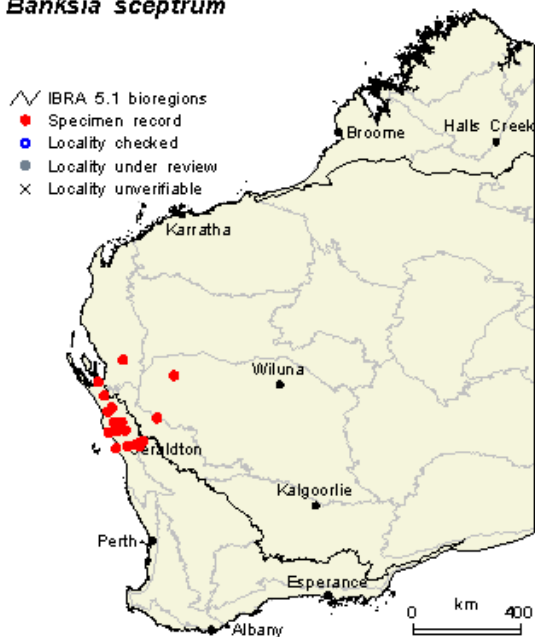 Banksia sceptrum
IBRA 5.1 bioregions
Specimen record
Locality checked
Locality under review
Locality unverifiable
Broome
Halls Creek
Karratha
Wiluna
eraldton
Kalgoorlie
Perth
Esperance
Albany
km
0 400